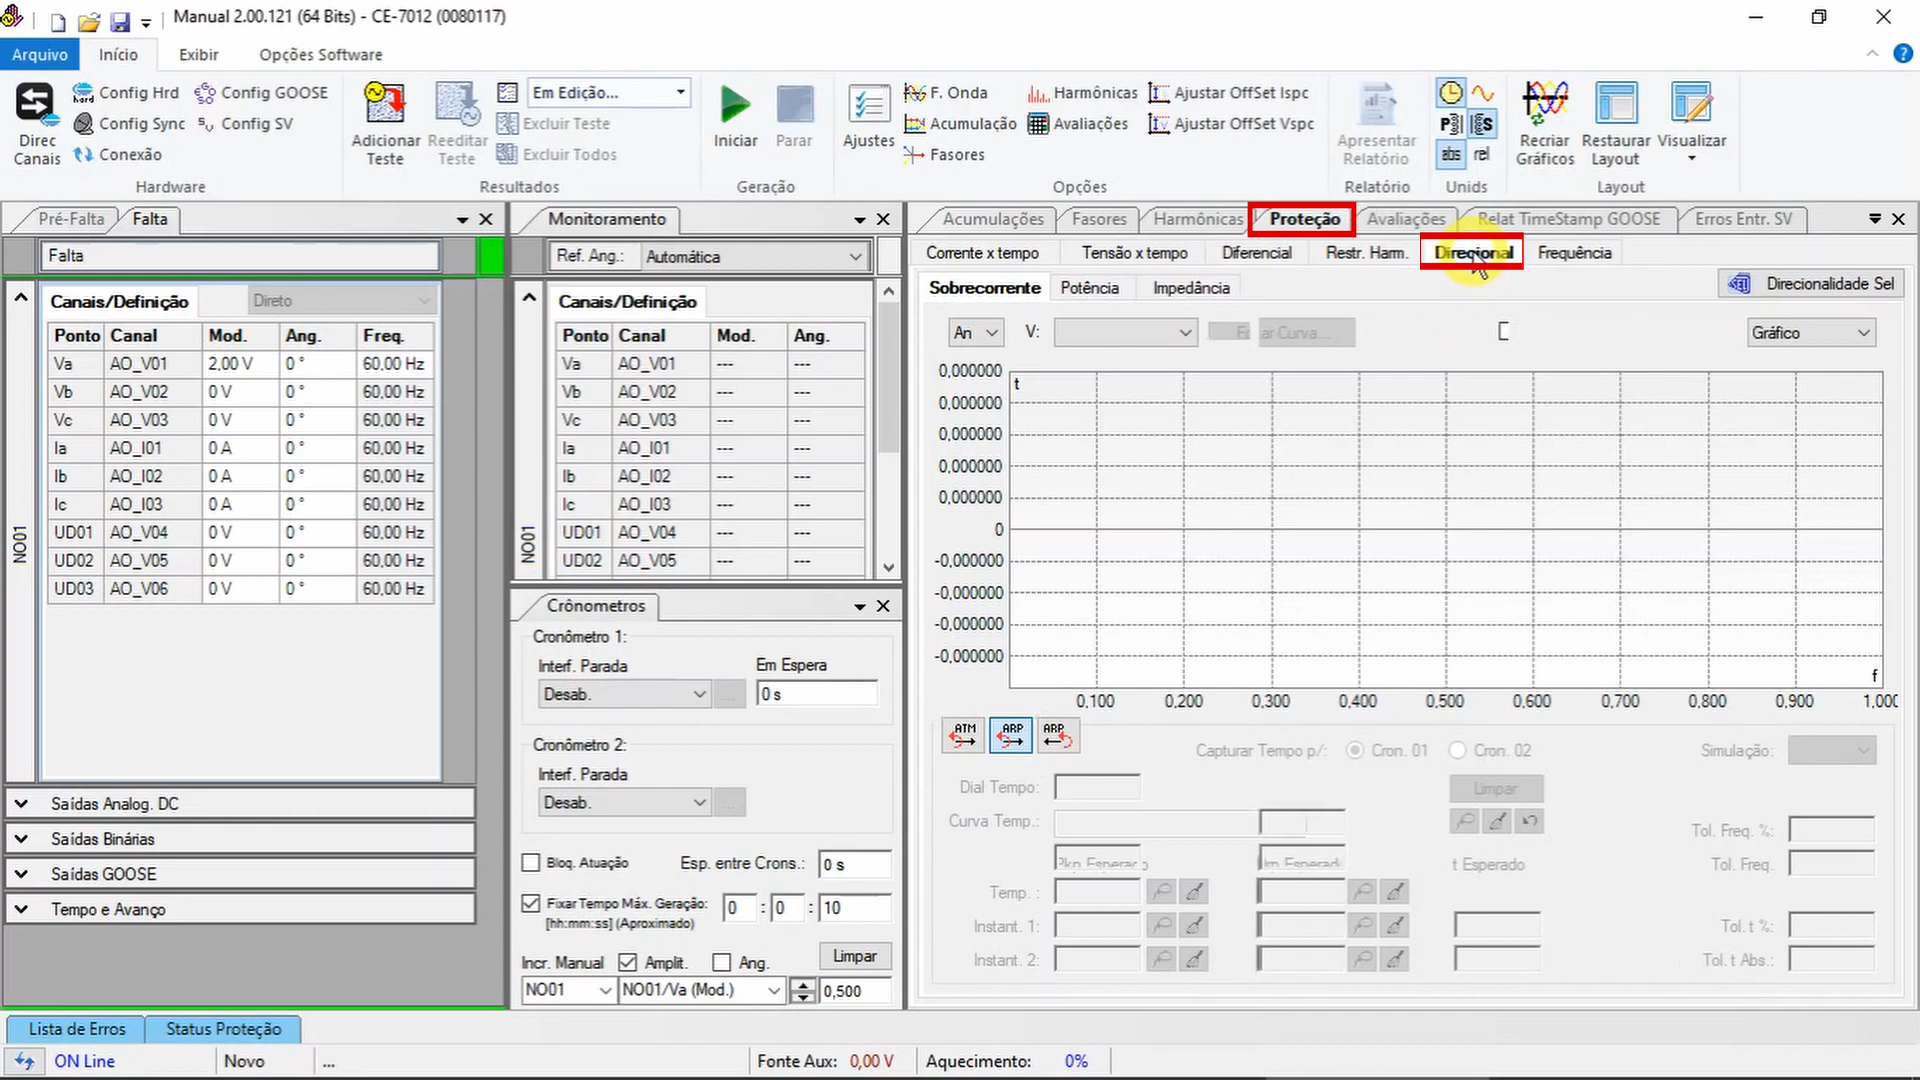 Manual 2.00.121 (64 Bits) - CE-7012 (0080117)
Arquivo Início Exibir Opções Software
Direc Canais
Config Hrd Config GOOSE
Config Sync Config SV
Conexão
Hardware
Adicionar Teste
Reeditar Teste
Em Edição...
Excluir Teste
Excluir Todos
Resultados
Iniciar Parar
Geração
Ajustes
F. Onda Harmônicas Ajustar OffSet Ispc
Acumulação Avaliações Ajustar OffSet Vspc
Fasores
Opções
Apresentar Relatório
Relatório
abs rel
Unids
Recriar Gráficos
Restaurar Layout
Visualizar
Layout
Pré-Falta Falta
Falta
Canais/Definição Direto
Ponto Canal Mod. Ang. Freq.
Va AO_V01 2,00 V 0 ° 60,00 Hz
Vb AO_V02 0 V 0 ° 60,00 Hz
Vc AO_V03 0 V 0 ° 60,00 Hz
Ia AO_I01 0 A 0 ° 60,00 Hz
Ib AO_I02 0 A 0 ° 60,00 Hz
Ic AO_I03 0 A 0 ° 60,00 Hz
UD01 AO_V04 0 V 0 ° 60,00 Hz
UD02 AO_V05 0 V 0 ° 60,00 Hz
UD03 AO_V06 0 V 0 ° 60,00 Hz
NO01
Saídas Analog. DC
Saídas Binárias
Saídas GOOSE
Tempo e Avanço
Monitoramento
Ref. Ang.: Automática
Canais/Definição
Ponto Canal Mod. Ang.
Va AO_V01 --- ---
Vb AO_V02 --- ---
Vc AO_V03 --- ---
Ia AO_I01 --- ---
Ib AO_I02 --- ---
Ic AO_I03 --- ---
UD01 AO_V04 --- ---
UD02 AO_V05 --- ---
NO01
Crônometros
Cronômetro 1:
Interf. Parada Em Espera
Desab. ... 0 s
Cronômetro 2:
Interf. Parada
Desab. ...
Bloq. Atuação Esp. entre Crons.: 0 s
Fixar Tempo Máx. Geração: 0 : 0 : 10
[hh:mm:ss] (Aproximado)
Limpar
Incr. Manual Amplit. Ang.
NO01 NO01/Va (Mod.) 0,500
Acumulações Fasores Harmônicas Proteção Avaliações Relat TimeStamp GOOSE Erros Entr. SV
Corrente x tempo Tensão x tempo Diferencial Restr. Harm. Direcional Frequência
Sobrecorrente Potência Impedância
SEL Direcionalidade Sel
An V: Gráfico
ar Curva...
0,000000
t
0,000000
0,000000
0,000000
0,000000
0
-0,000000
-0,000000
-0,000000
-0,000000
f
0,100 0,200 0,300 0,400 0,500 0,600 0,700 0,800 0,900 1,000
ATM ARP ARP
Capturar Tempo p/: Cron. 01 Cron. 02 Simulação:
Dial Tempo: Limpar
Curva Temp.:
Tol. Freq. %:
Pkp Esperado Im Esperado t Esperado Tol. Freq.
Temp. :
Instant. 1: Tol. t %:
Instant. 2: Tol. t Abs.:
Lista de Erros Status Proteção
ON Line Novo ... Fonte Aux: 0,00 V Aquecimento: 0%